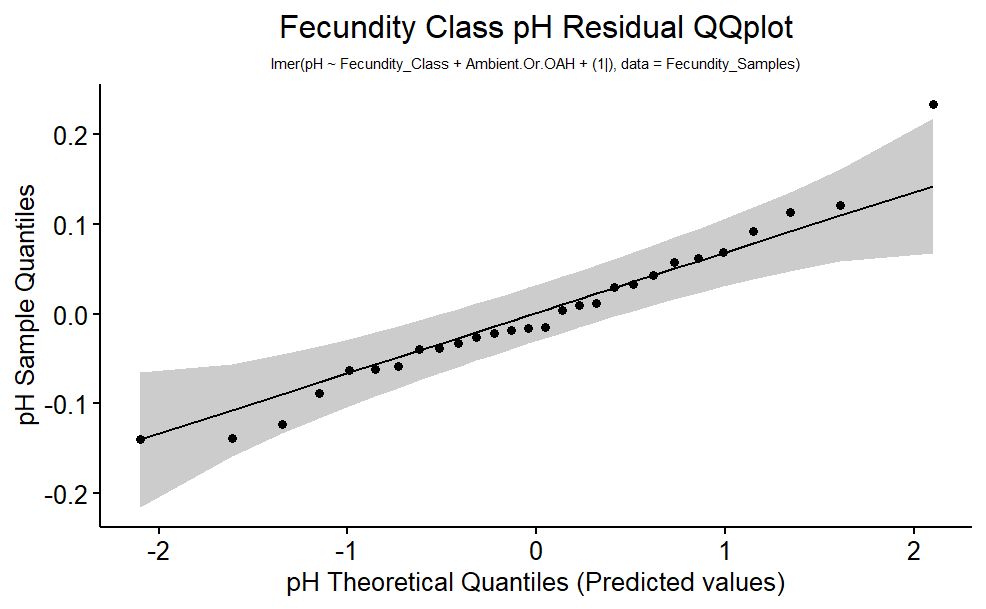 Fecundity Class pH Residual QQplot
lmer(pH ~ Fecundity_Class + Ambient.Or.OAH + (1|), data = Fecundity_Samples)
pH Sample Quantiles
0.2
0.1
0.0
-0.1
-0.2
-2 -1 0 1 2
pH Theoretical Quantiles (Predicted values)